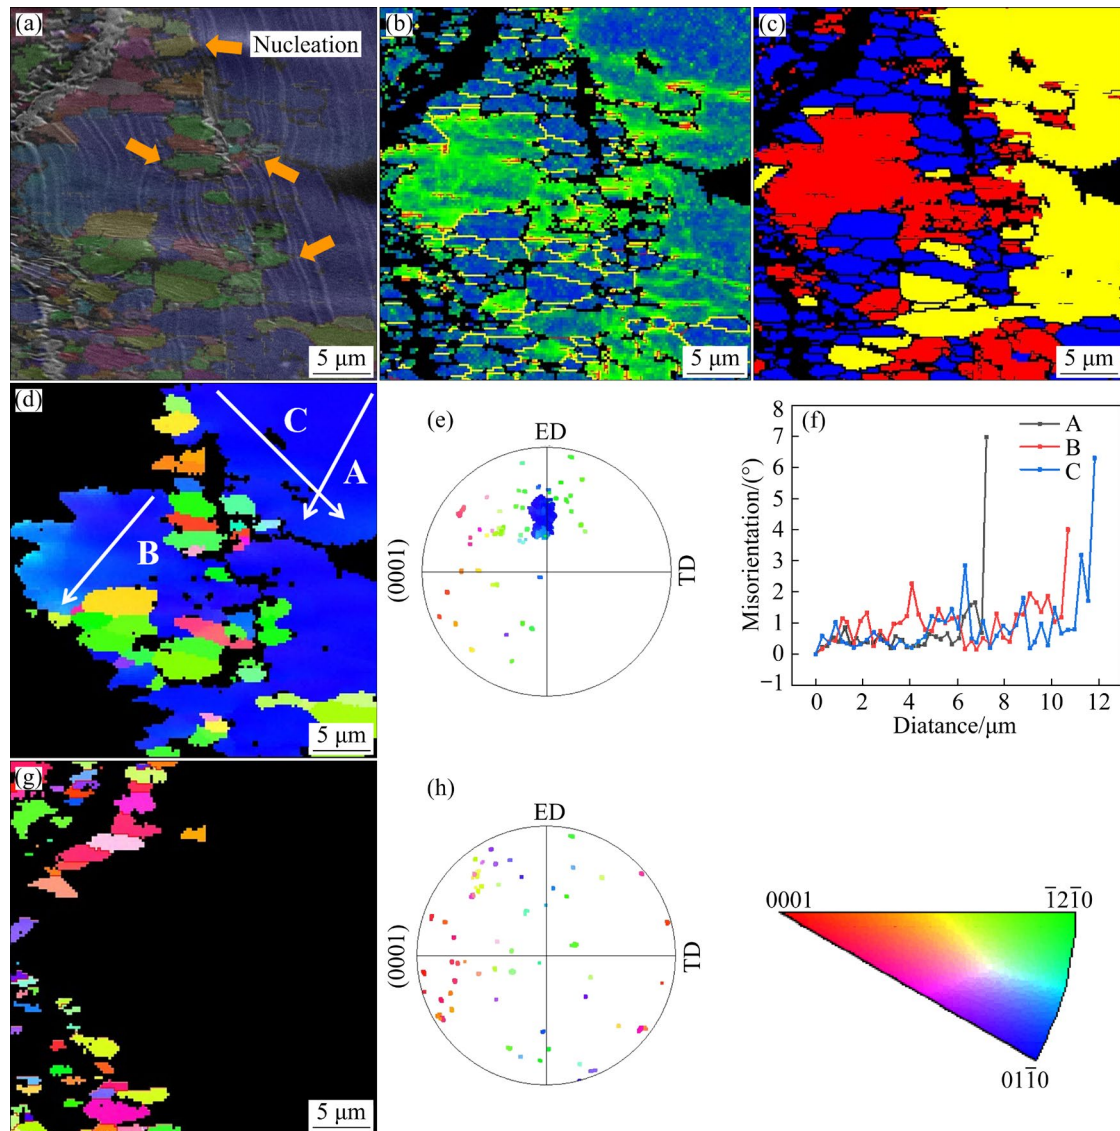 (a)
Nucleation
5 μm
(b)
5 μm
(c)
5 μm
(d)
C
A
B
5 μm
(e)
ED
(0001)
TD
(f)
A
B
C
8
7
6
5
4
3
2
1
0
−1
Misorientation/(°)
0 2 4 6 8 10 12
Diatance/μm
(g)
5 μm
(h)
ED
(0001)
TD
0001
1̅21̅0
011̅0